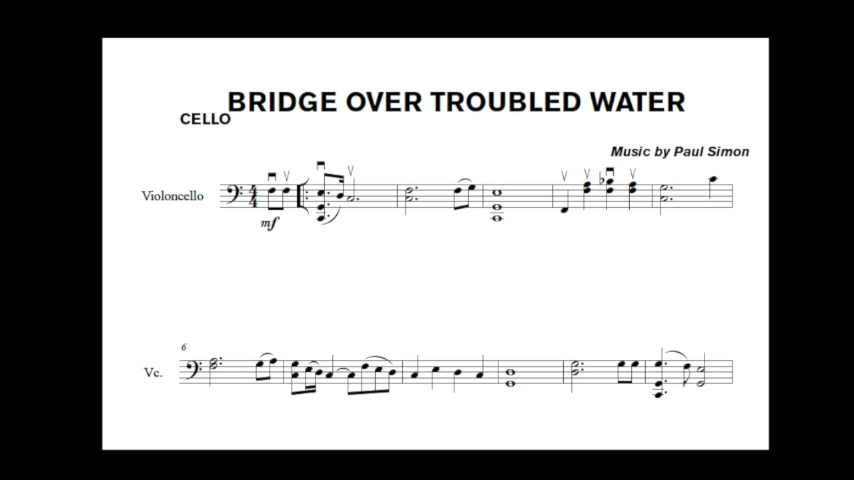 BRIDGE OVER TROUBLED WATER
CELLO
Music by Paul Simon
Violoncello
mf
6
Vc.